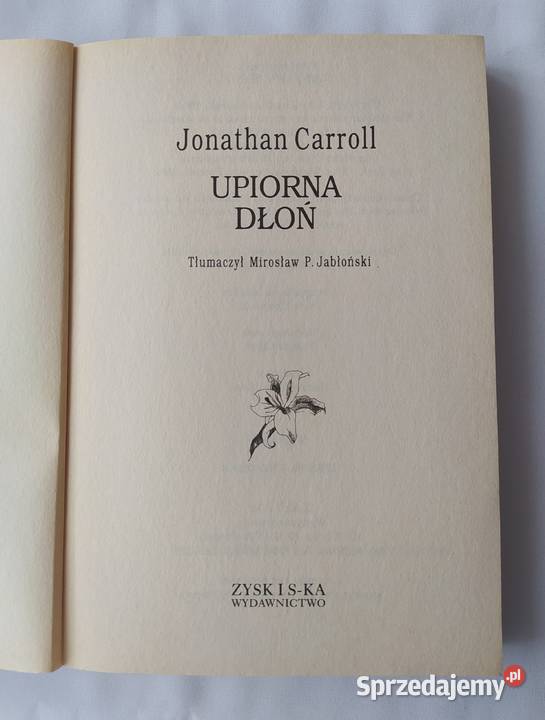 Jonathan Carroll
UPIORNA
DŁOŃ
Tłumaczył Mirosław P. Jabłoński
ZYSK I S-KA
WYDAWNICTWO
Sprzedajemy.pl